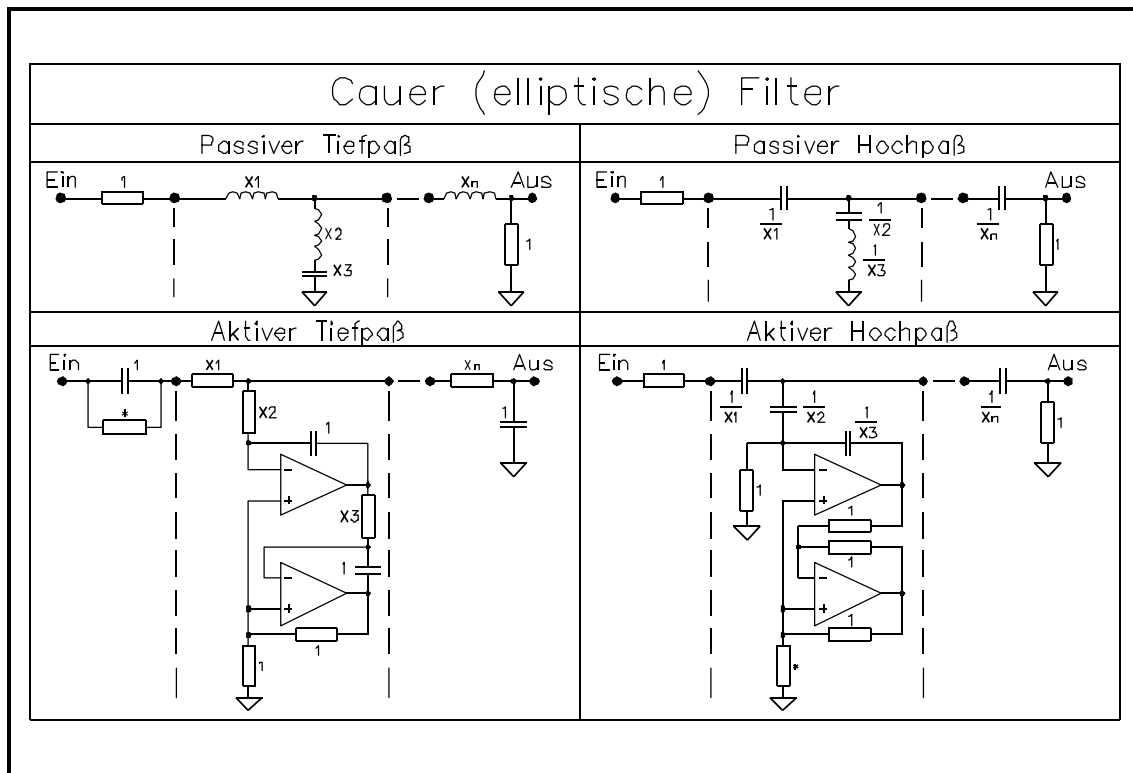 Cauer (elliptische) Filter
Passiver Tiefpaß
Passiver Hochpaß
Ein 1 X1 Xn Aus
X2
X3
1
Ein 1 Aus
1/X1
1/X2
1/X3
1/Xn
1
Aktiver Tiefpaß
Aktiver Hochpaß
Ein 1 X1 Xn Aus
*
X2
1
1
-
+
X3
-
1
+
1
1
Ein 1 Aus
1/X1
1/X2
1/X3
1/Xn
1
-
1
+
1
1
-
+
1
*